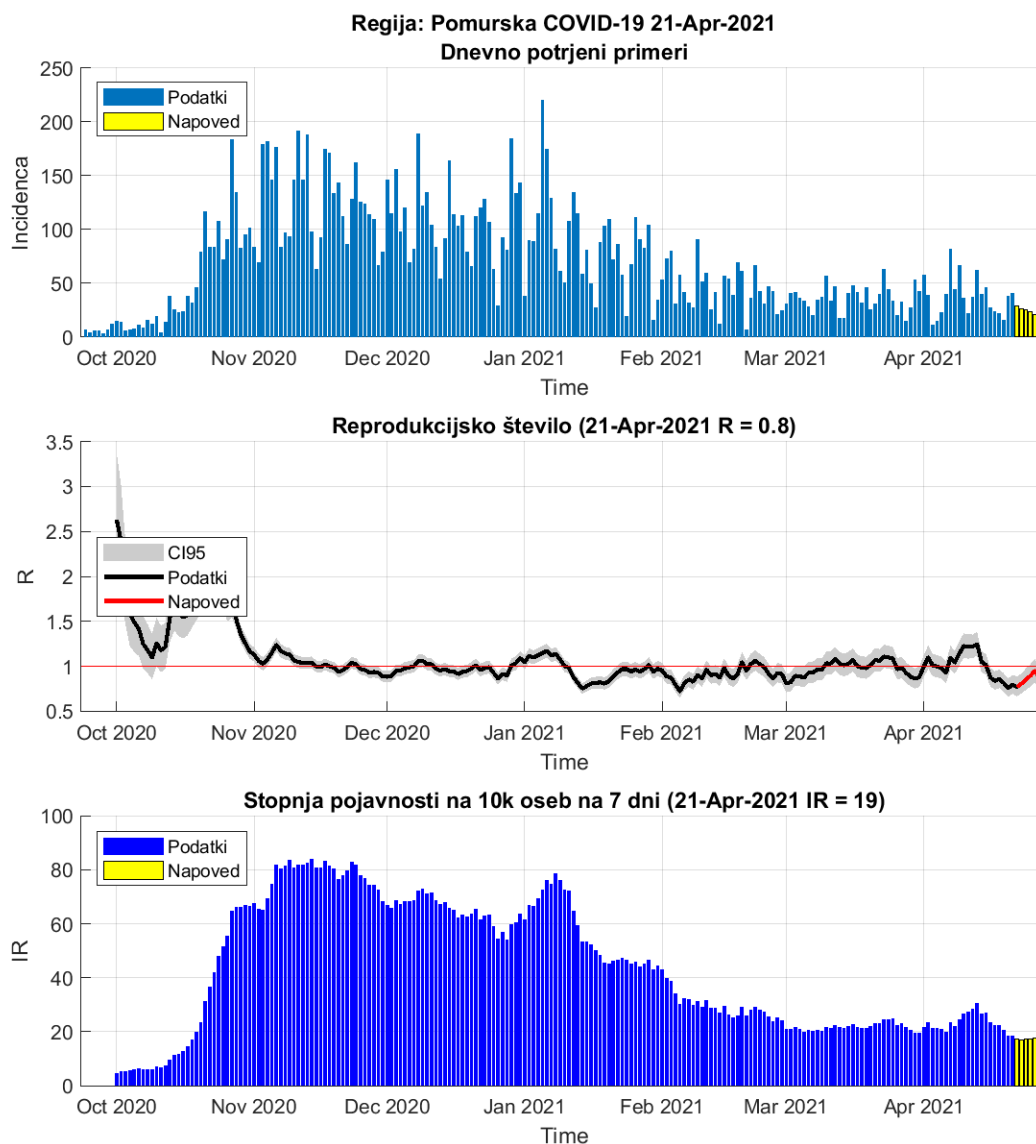 Regija: Pomurska COVID-19 21-Apr-2021
Dnevno potrjeni primeri
250
200
150
100
50
0
Incidenca
Podatki
Napoved
Oct 2020 Nov 2020 Dec 2020 Jan 2021 Feb 2021 Mar 2021 Apr 2021
Time
Reprodukcijsko število (21-Apr-2021 R = 0.8)
3.5
3
2.5
2
1.5
1
0.5
R
CI95
Podatki
Napoved
Oct 2020 Nov 2020 Dec 2020 Jan 2021 Feb 2021 Mar 2021 Apr 2021
Time
Stopnja pojavnosti na 10k oseb na 7 dni (21-Apr-2021 IR = 19)
100
80
60
40
20
0
IR
Podatki
Napoved
Oct 2020 Nov 2020 Dec 2020 Jan 2021 Feb 2021 Mar 2021 Apr 2021
Time